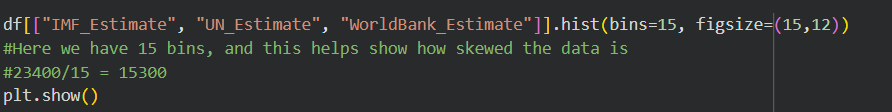 df[["IMF_Estimate", "UN_Estimate", "WorldBank_Estimate"]].hist(bins=15, figsize=(15,12))
#Here we have 15 bins, and this helps show how skewed the data is
#23400/15 = 15300
plt.show()